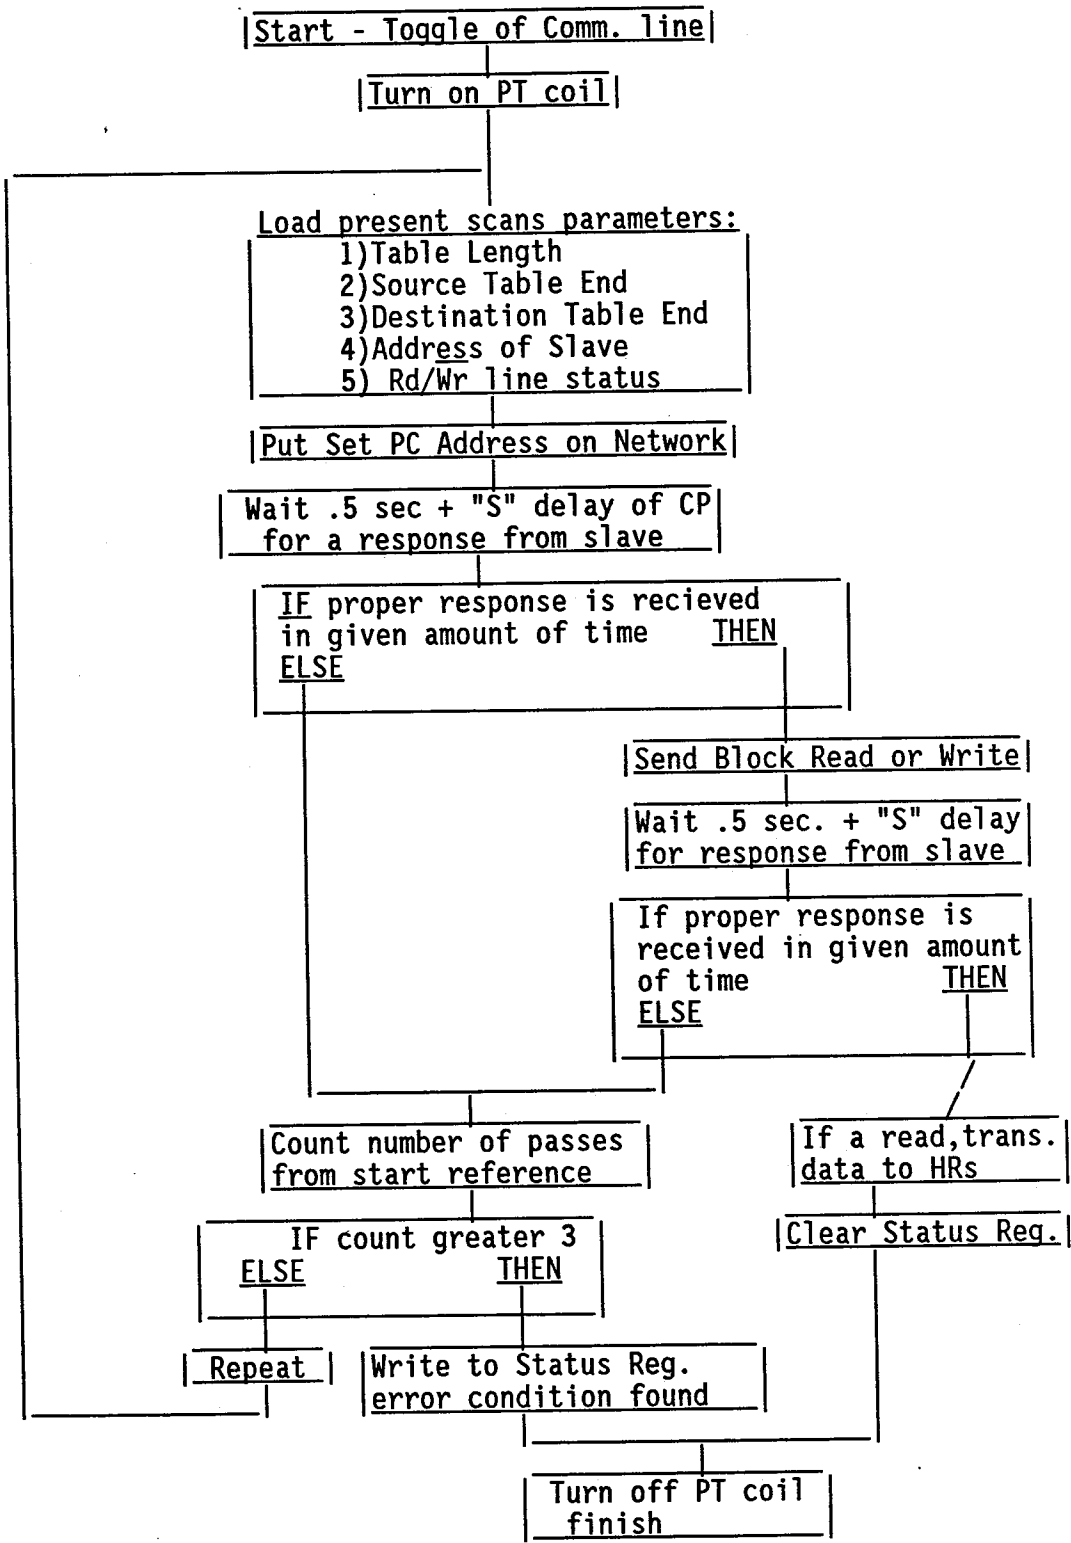 Start - Toggle of Comm. line
Turn on PT coil
Load present scans parameters:
1)Table Length
2)Source Table End
3)Destination Table End
4)Address of Slave
5) Rd/Wr line status
Put Set PC Address on Network
Wait .5 sec + "S" delay of CP
for a response from slave
IF proper response is recieved
in given amount of time THEN
ELSE
Send Block Read or Write
Wait .5 sec. + "S" delay
for response from slave
If proper response is
received in given amount
of time THEN
ELSE
Count number of passes
from start reference
If a read,trans.
data to HRs
Clear Status Reg.
IF count greater 3
ELSE THEN
Repeat
Write to Status Reg.
error condition found
Turn off PT coil
finish